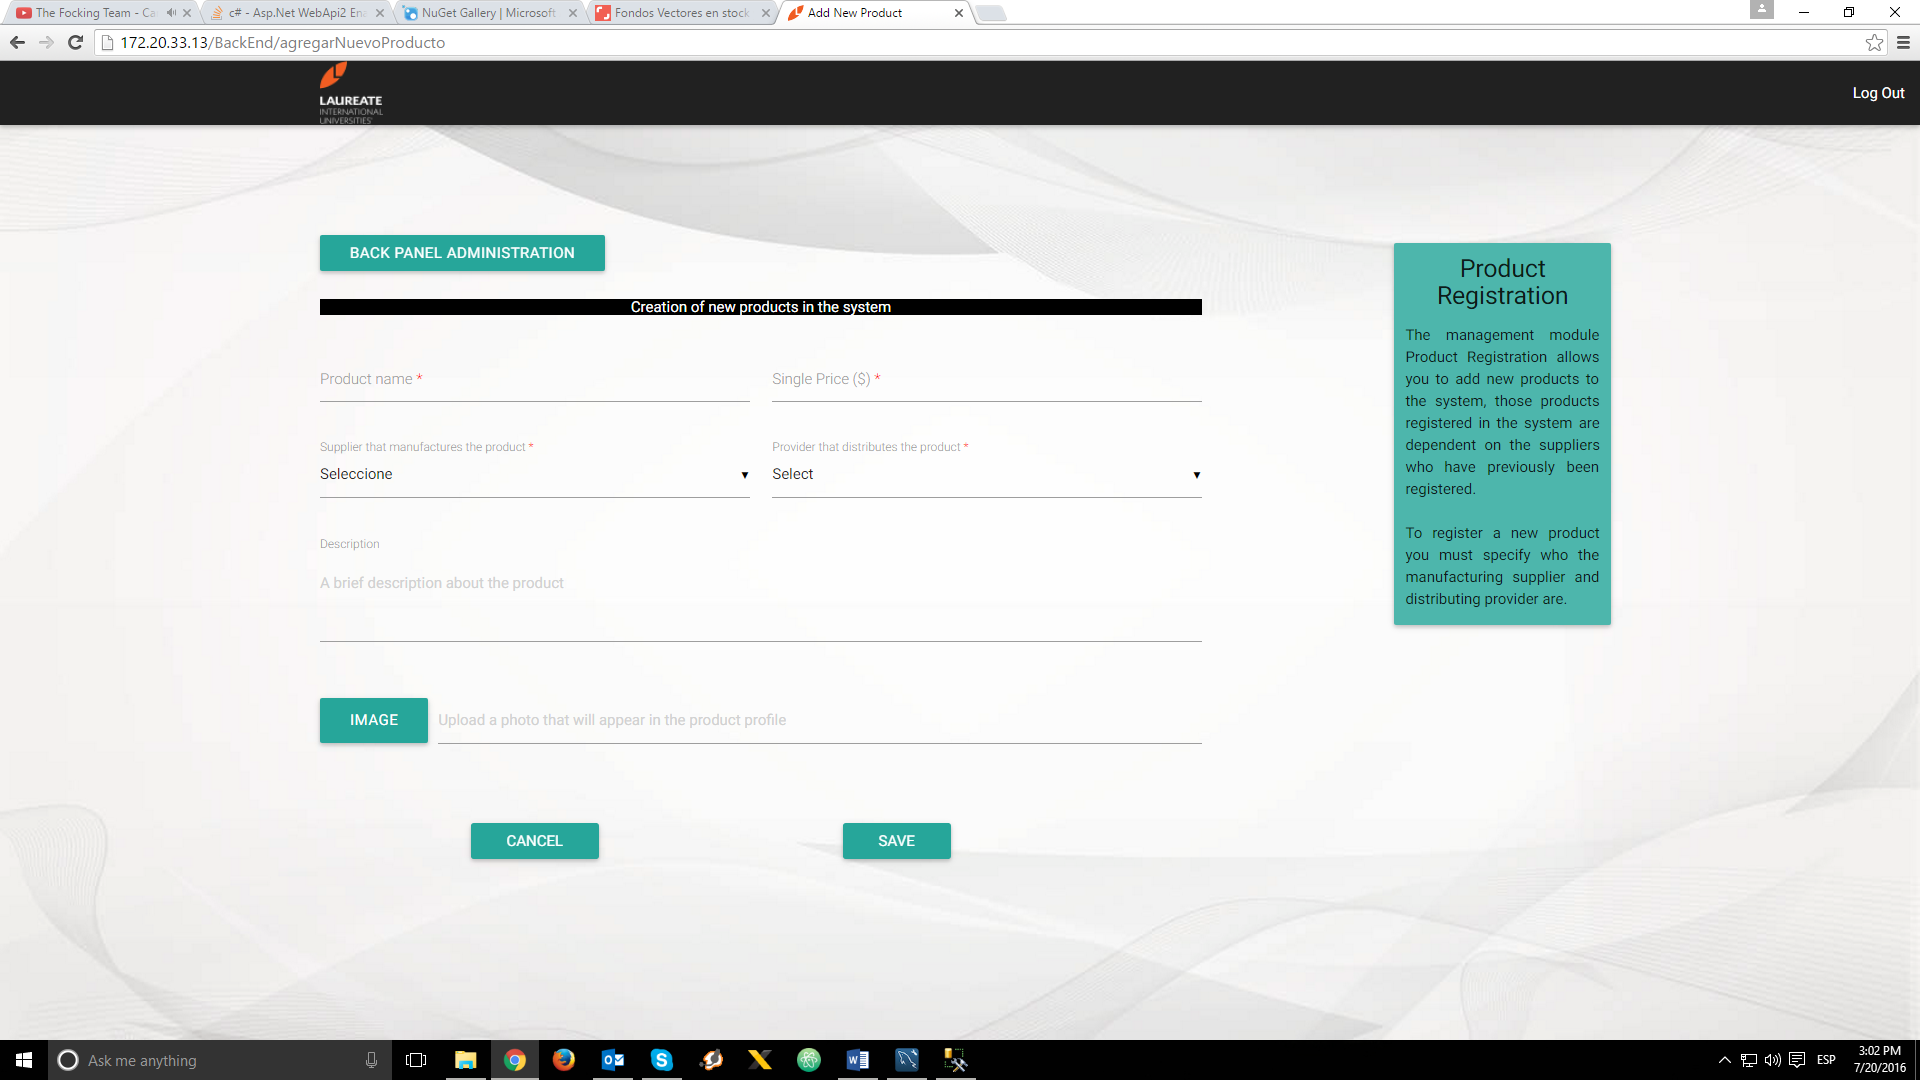 The Focking Team - Ca
c# - Asp.Net WebApi2 Ena
NuGet Gallery | Microsoft
Fondos Vectores en stock
Add New Product
172.20.33.13/BackEnd/agregarNuevoProducto
LAUREATE
INTERNATIONAL
UNIVERSITIES
Log Out
BACK PANEL ADMINISTRATION
Creation of new products in the system
Product name *
Single Price ($) *
Supplier that manufactures the product *
Provider that distributes the product *
Seleccione
Select
Description
A brief description about the product
IMAGE
Upload a photo that will appear in the product profile
CANCEL
SAVE
Product
Registration
The management module
Product Registration allows
you to add new products to
the system, those products
registered in the system are
dependent on the suppliers
who have previously been
registered.
To register a new product
you must specify who the
manufacturing supplier and
distributing provider are.
Ask me anything
ESP
3:02 PM
7/20/2016